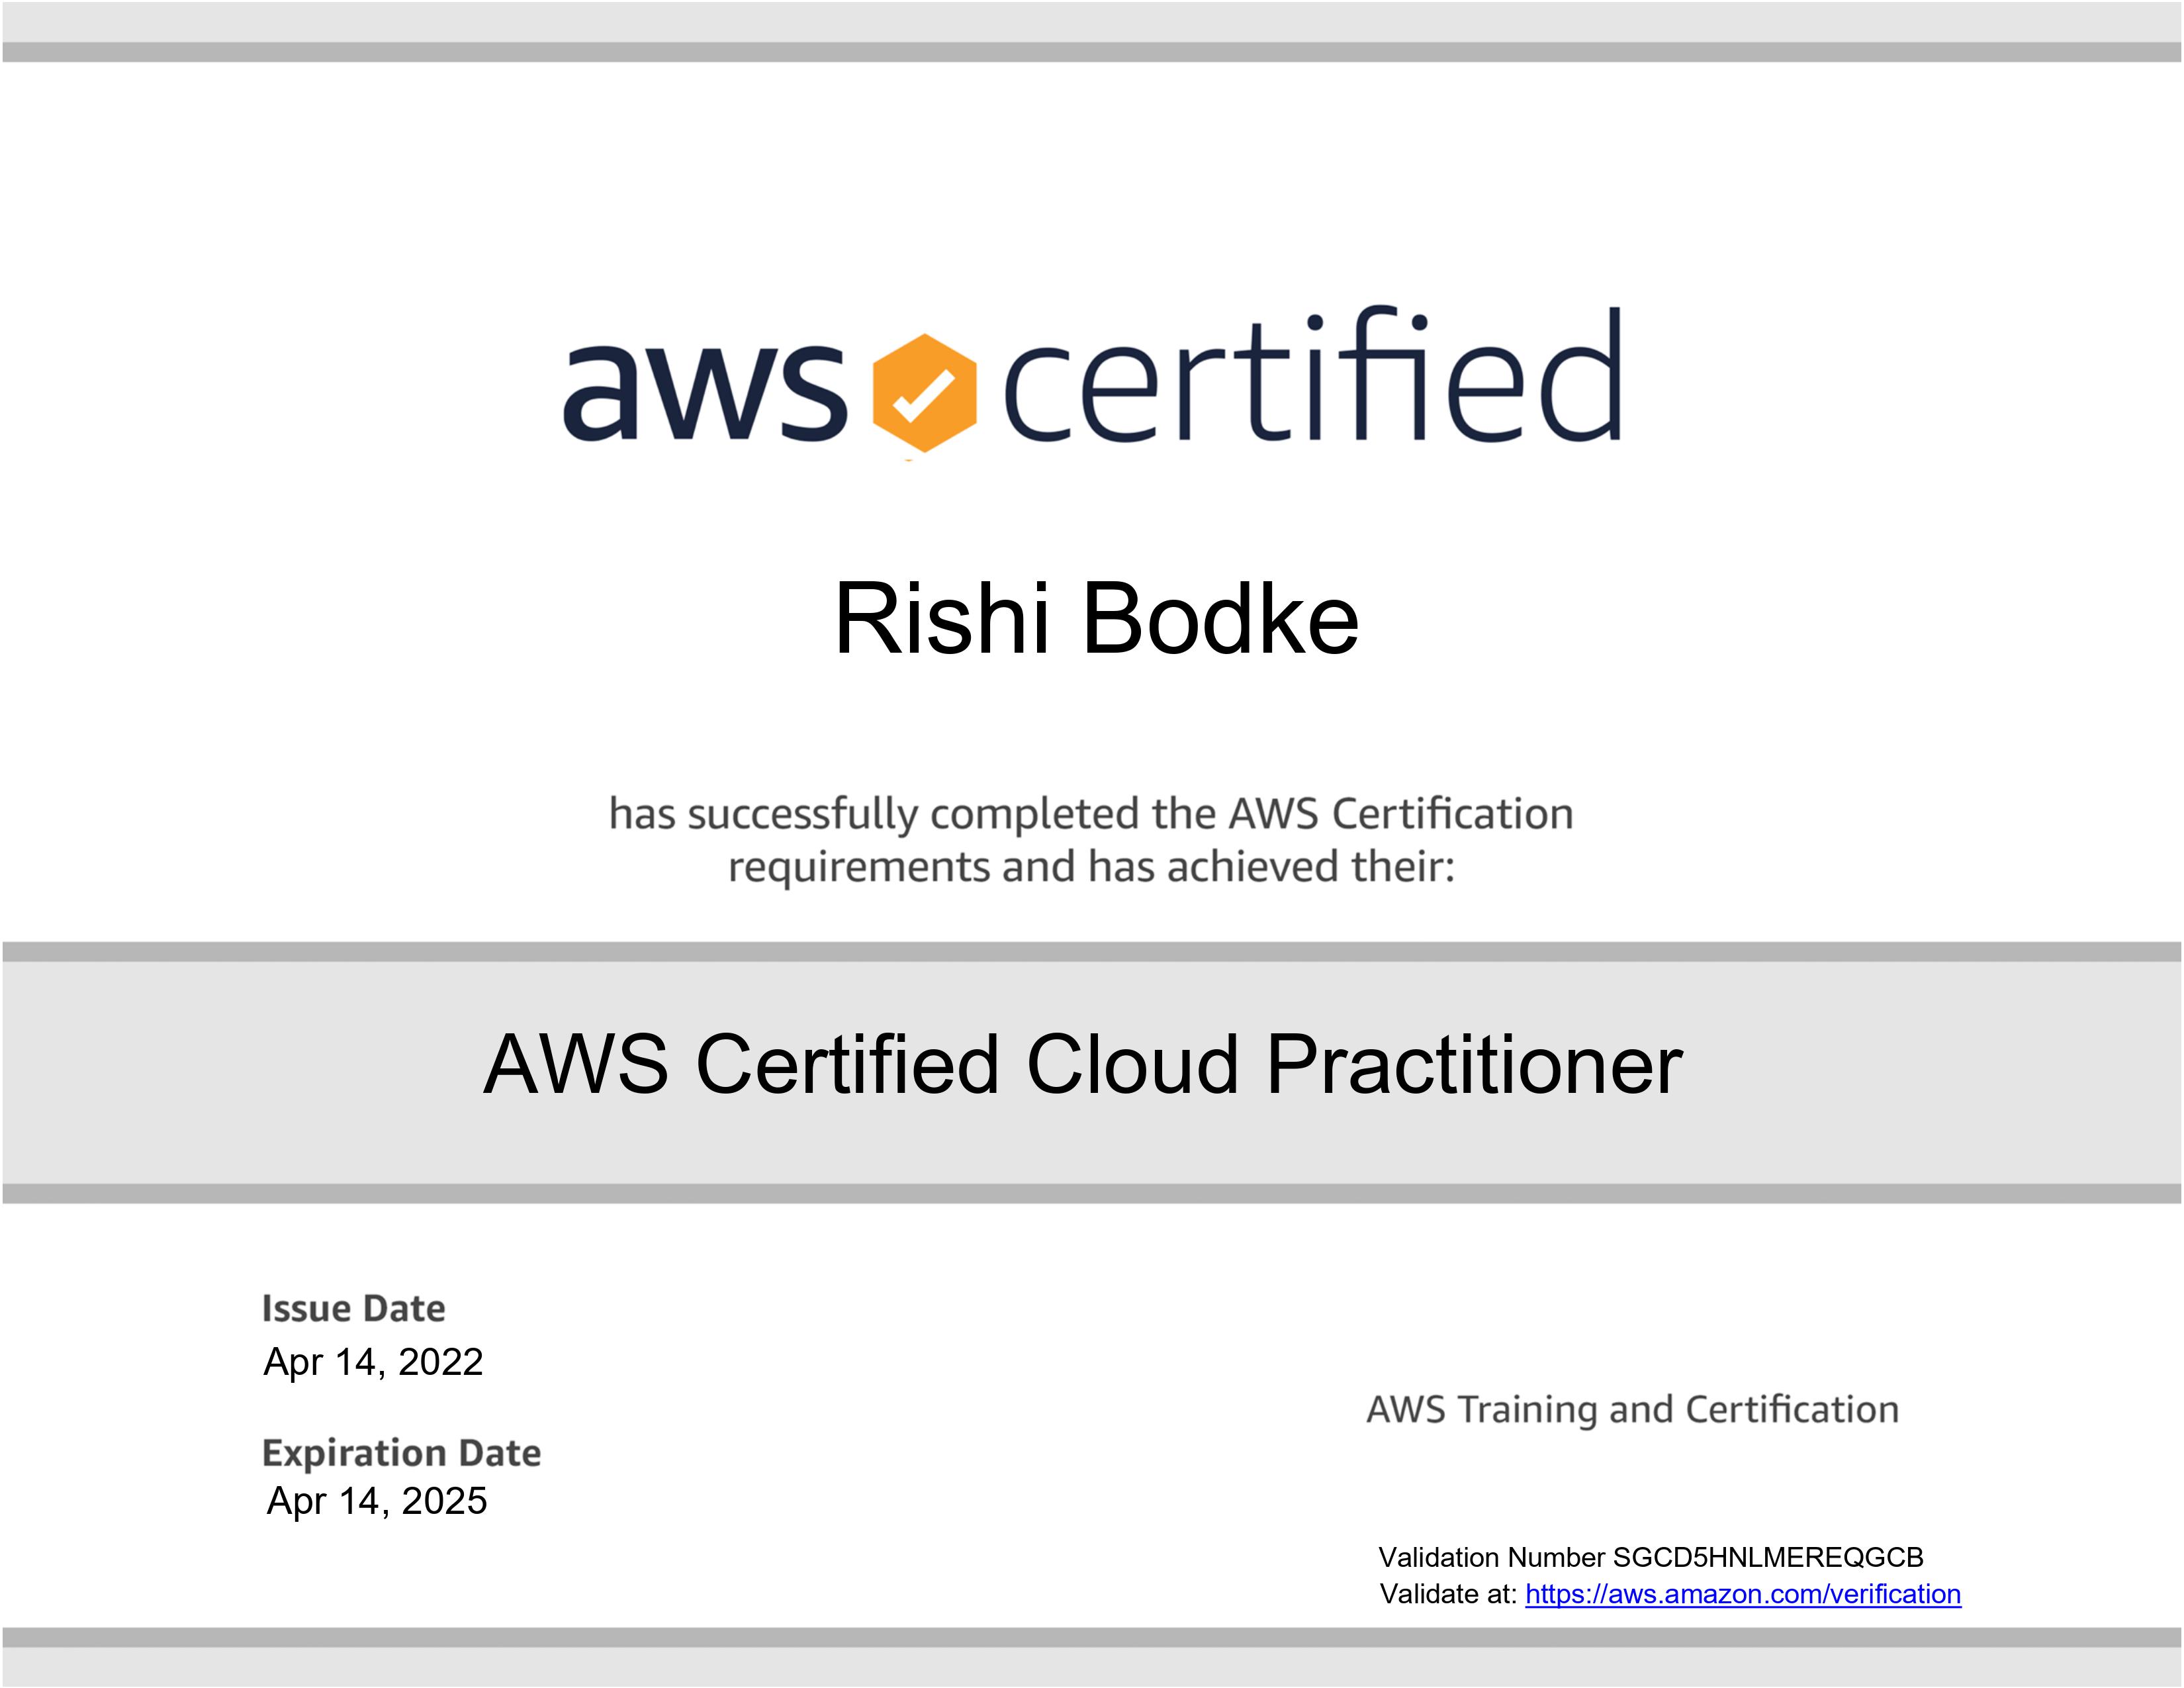 aws certified
Rishi Bodke
has successfully completed the AWS Certification
requirements and has achieved their:
AWS Certified Cloud Practitioner
Issue Date
Apr 14, 2022
Expiration Date
Apr 14, 2025
AWS Training and Certification
Validation Number SGCD5HNLMEREQGCB
Validate at: https://aws.amazon.com/verification